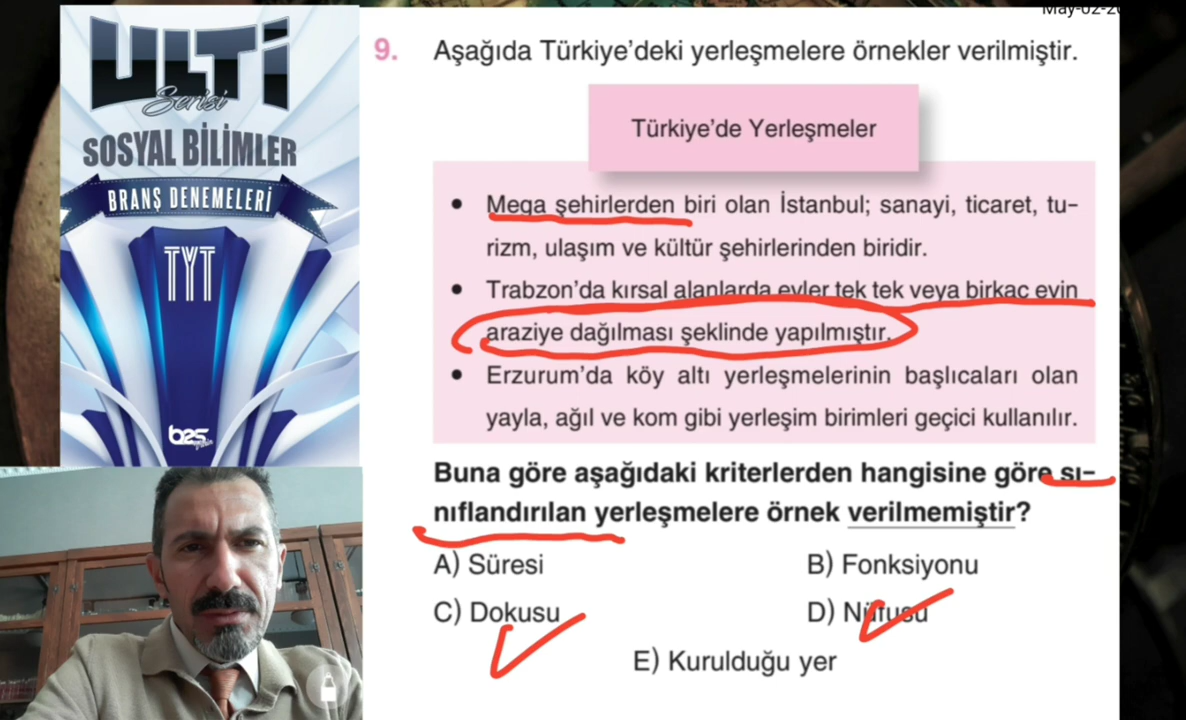 ULTi
Serisi
SOSYAL BİLİMLER
BRANŞ DENEMELERİ
TYT
b2s
May-02-2
9. Aşağıda Türkiye'deki yerleşmelere örnekler verilmiştir.
Türkiye'de Yerleşmeler
• Mega şehirlerden biri olan İstanbul; sanayi, ticaret, tu-
rizm, ulaşım ve kültür şehirlerinden biridir.
• Trabzon'da kırsal alanlarda evler tek tek veya birkaç evin
araziye dağılması şeklinde yapılmıştır.
• Erzurum'da köy altı yerleşmelerinin başlıcaları olan
yayla, ağıl ve kom gibi yerleşim birimleri geçici kullanılır.
Buna göre aşağıdaki kriterlerden hangisine göre sı-
nıflandırılan yerleşmelere örnek verilmemiştir?
A) Süresi
B) Fonksiyonu
C) Dokusu
D) Nüfusu
E) Kurulduğu yer